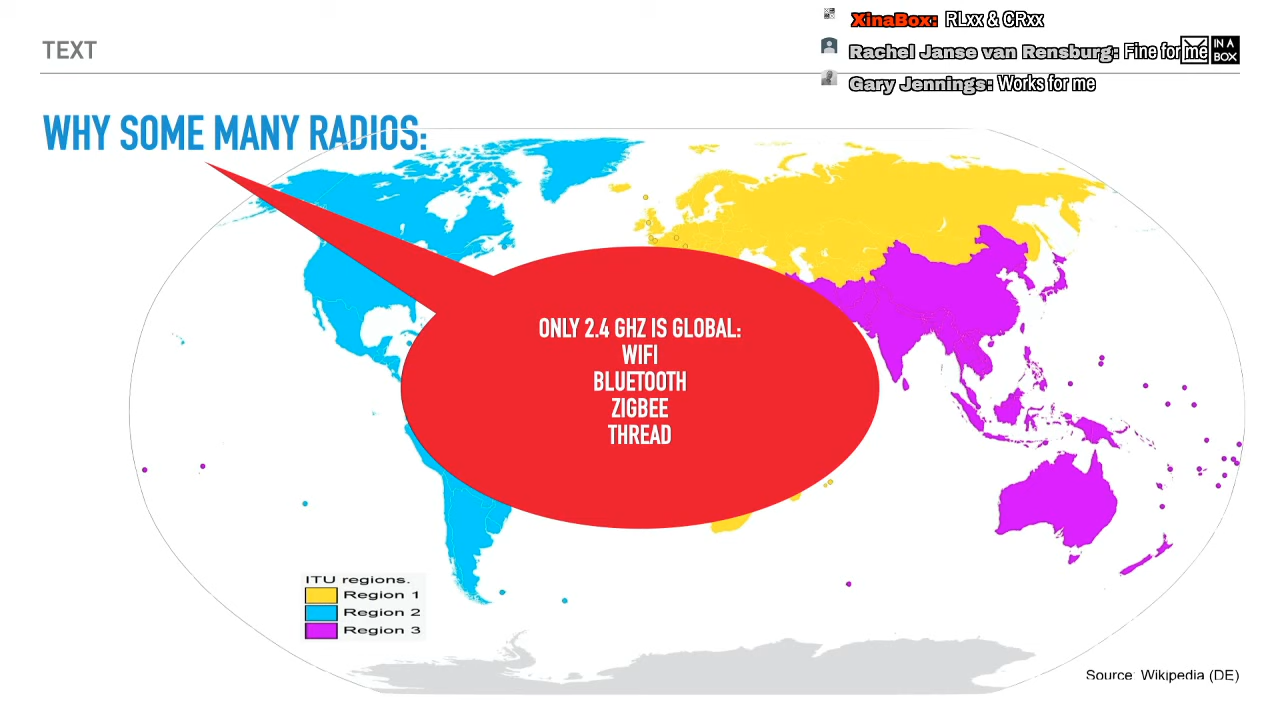 TEXT
XinaBox: RLxx & CRxx
Rachel Janse van Rensburg: Fine for me
IN A
BOX
Gary Jennings: Works for me
WHY SOME MANY RADIOS:
ONLY 2.4 GHZ IS GLOBAL:
WIFI
BLUETOOTH
ZIGBEE
THREAD
ITU regions.
Region 1
Region 2
Region 3
Source: Wikipedia (DE)